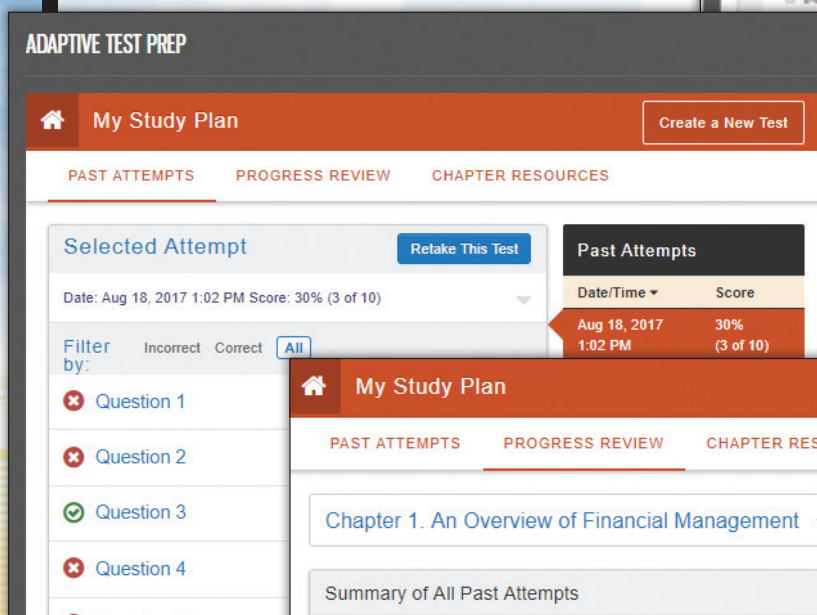 ADAPTIVE TEST PREP
My Study Plan
Create a New Test
PAST ATTEMPTS PROGRESS REVIEW CHAPTER RESOURCES
Selected Attempt
Retake This Test
Date: Aug 18, 2017 1:02 PM Score: 30% (3 of 10)
Filter by:
Incorrect Correct All
Question 1
Question 2
Question 3
Question 4
Past Attempts
Date/Time Score
Aug 18, 2017 30%
1:02 PM (3 of 10)
My Study Plan
PAST ATTEMPTS PROGRESS REVIEW CHAPTER RES
Chapter 1. An Overview of Financial Management
Summary of All Past Attempts